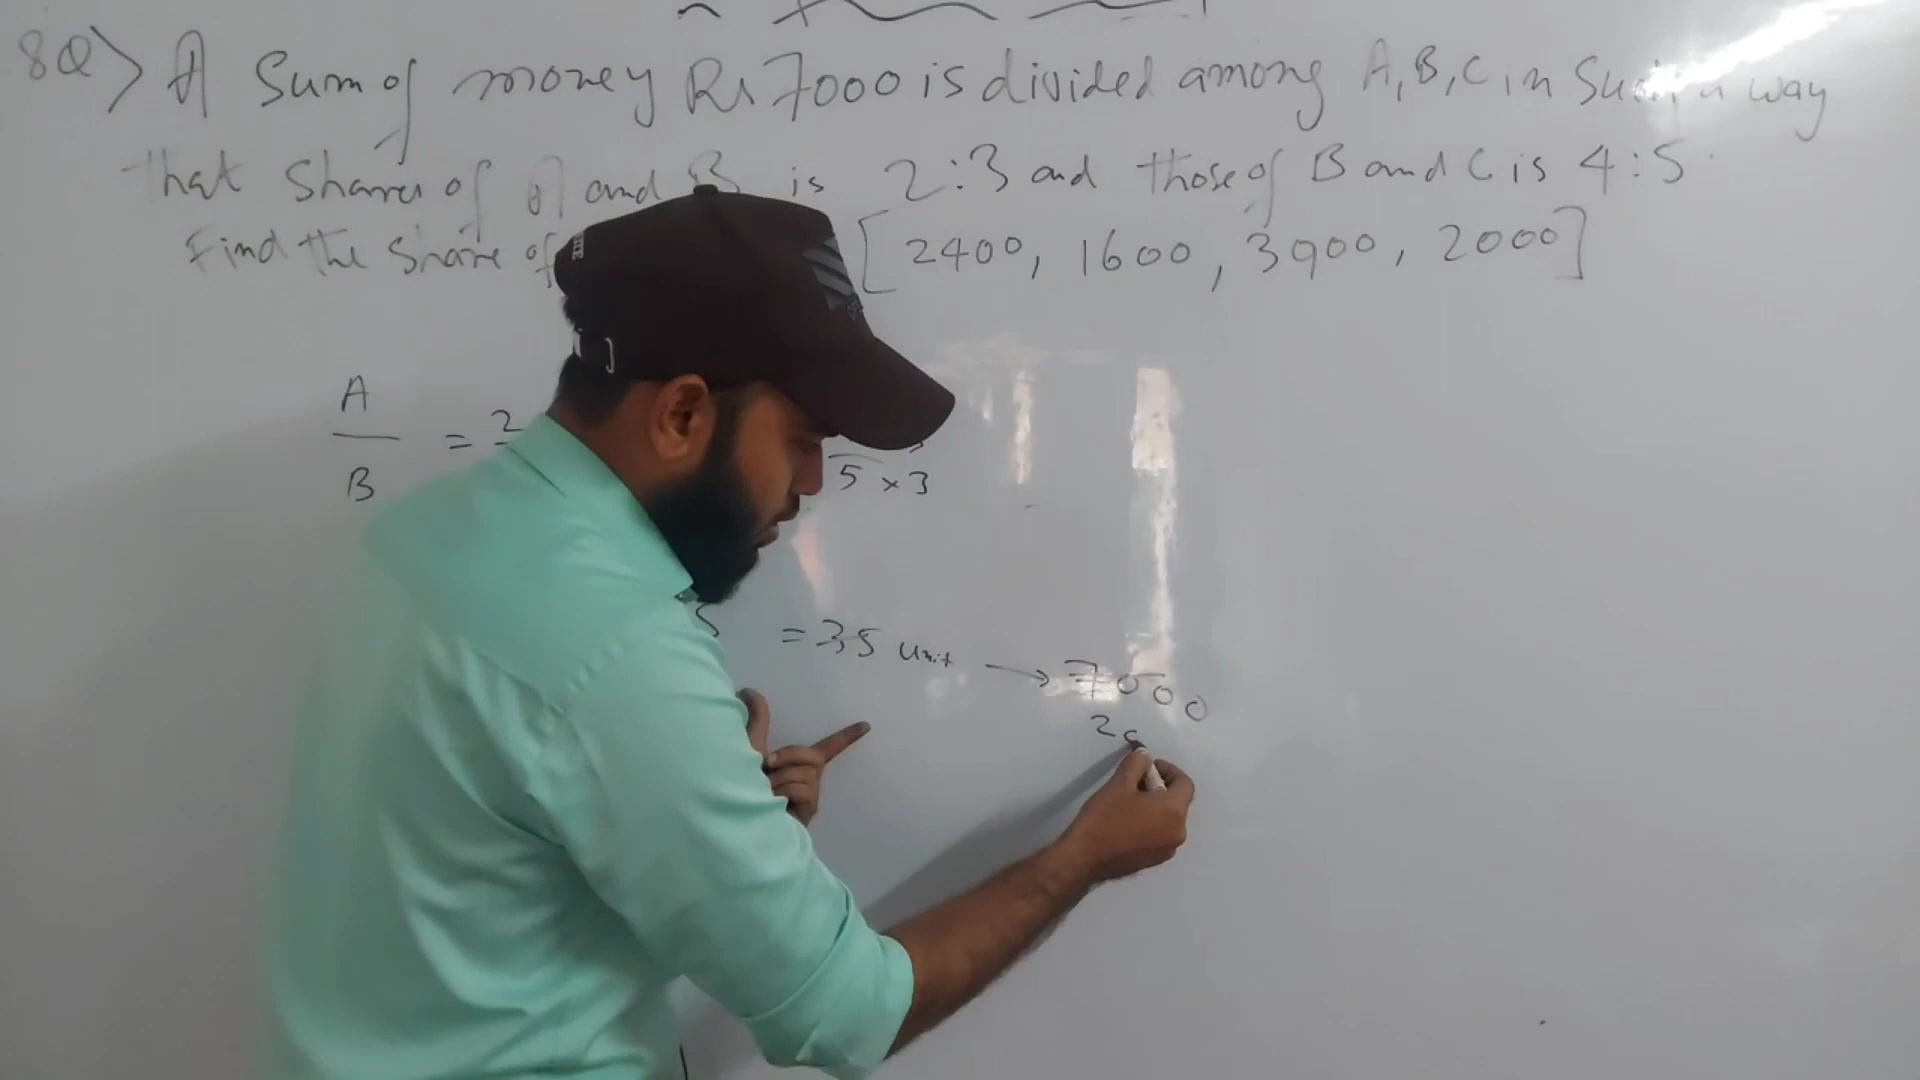 8Q> A Sum of money Rs 7000 is divided among A, B, C, in Such a way
that Shares of A and B is 2:3 and those of B and C is 4:5.
Find the Share of [2400, 1600, 3900, 2000]
A
B
= 2
5 × 3
= 35 unit → 7000
20